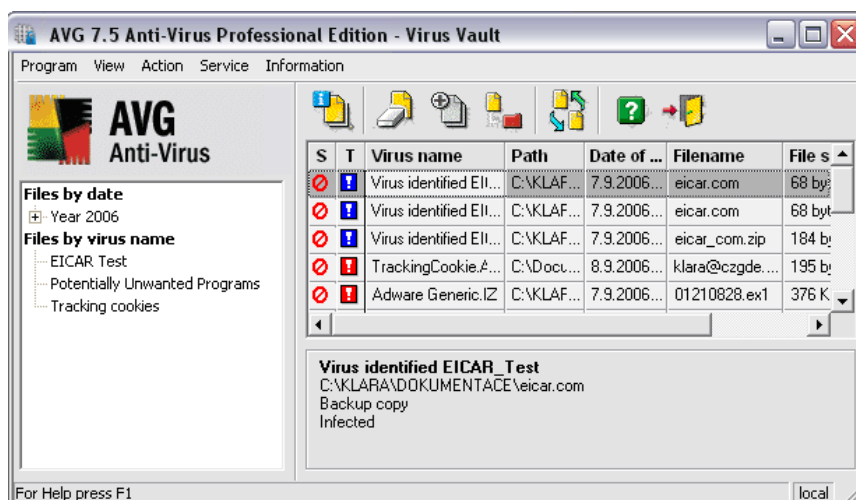 AVG 7.5 Anti-Virus Professional Edition - Virus Vault
Program View Action Service Information
AVG
Anti-Virus
Files by date
Year 2006
Files by virus name
EICAR Test
Potentially Unwanted Programs
Tracking cookies
S T Virus name Path Date of ... Filename File s
Virus identified EI(... C:\KLAF... 7.9.2006... eicar.com 68 byt
Virus identified EI(... C:\KLAF... 7.9.2006... eicar.com 68 byt
Virus identified EI(... C:\KLAF... 7.9.2006... eicar_com.zip 184 by
TrackingCookie.A... C:\Docu... 8.9.2006... klara@czgde.... 195 by
Adware Generic.IZ C:\KLAF... 7.9.2006... 01210828.ex1 376 K
Virus identified EICAR_Test
C:\KLARA\DOKUMENTACE\eicar.com
Backup copy
Infected
For Help press F1 local